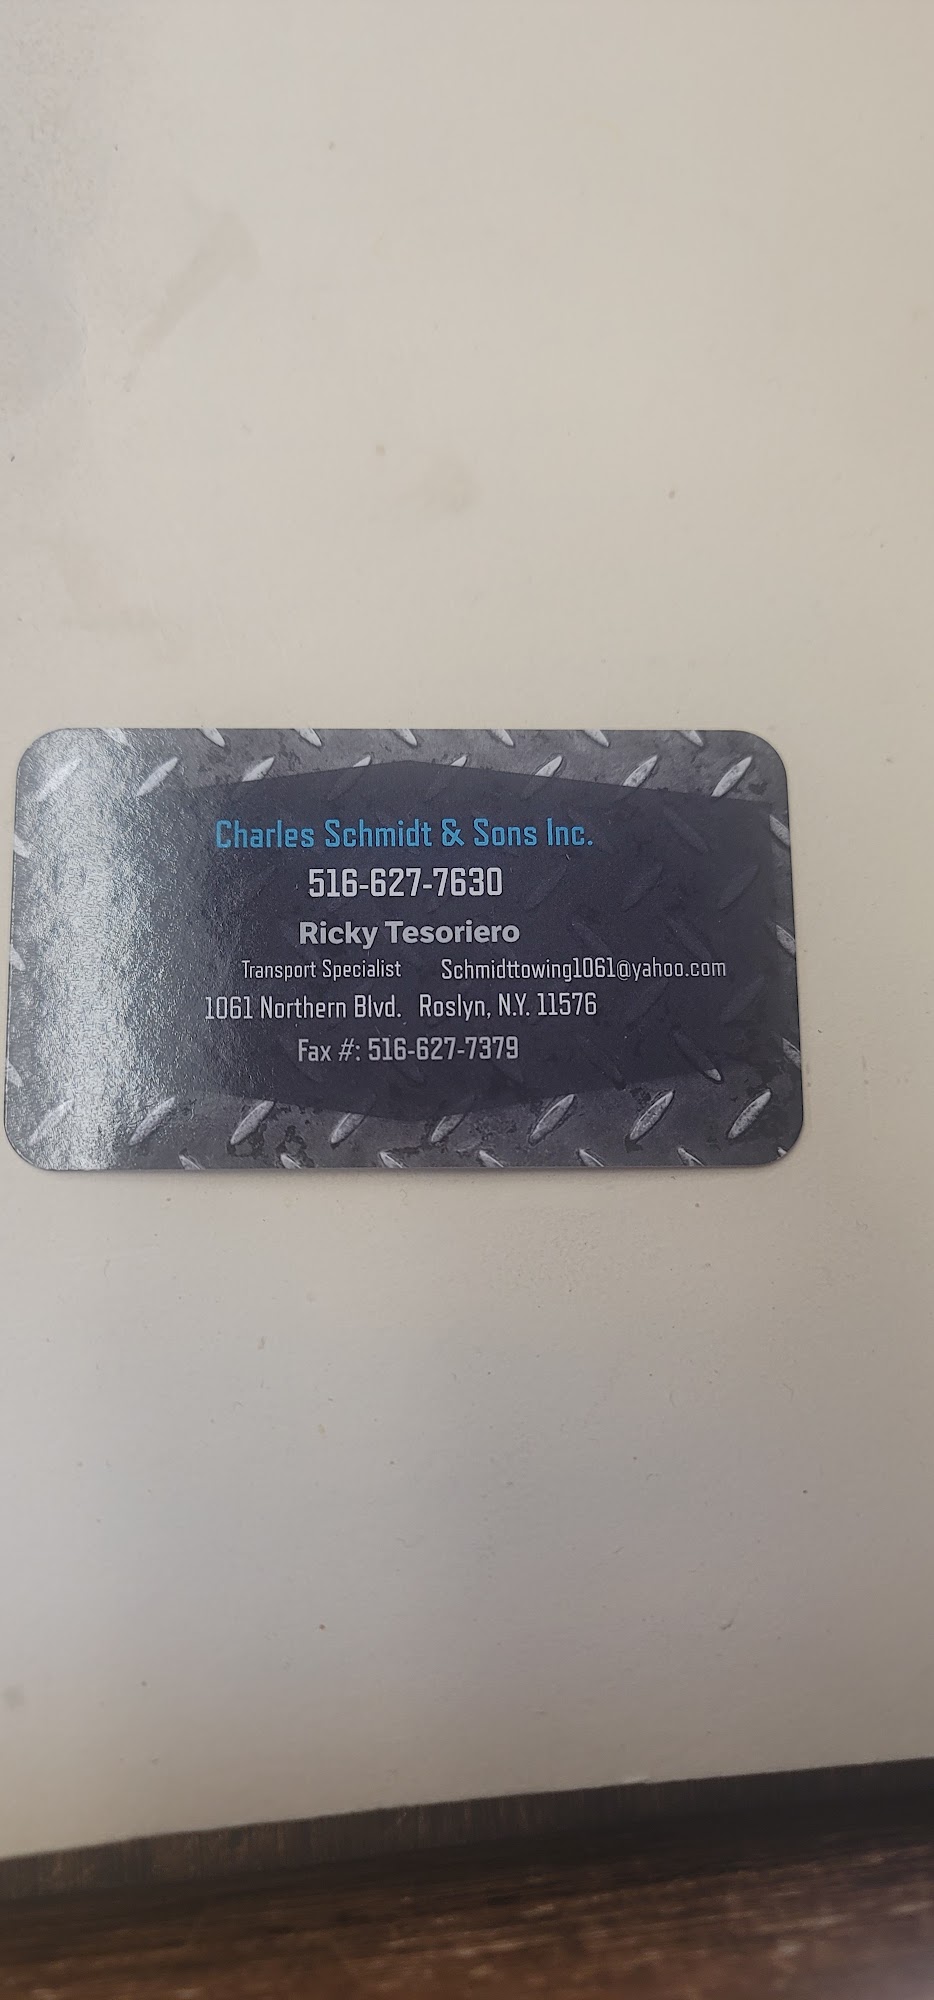 Charles Schmidt & Sons Inc.
516-627-7630
Ricky Tesoriero
Transport Specialist Schmidttowing1061@yahoo.com
1061 Northern Blvd. Roslyn, N.Y. 11576
Fax #: 516-627-7379